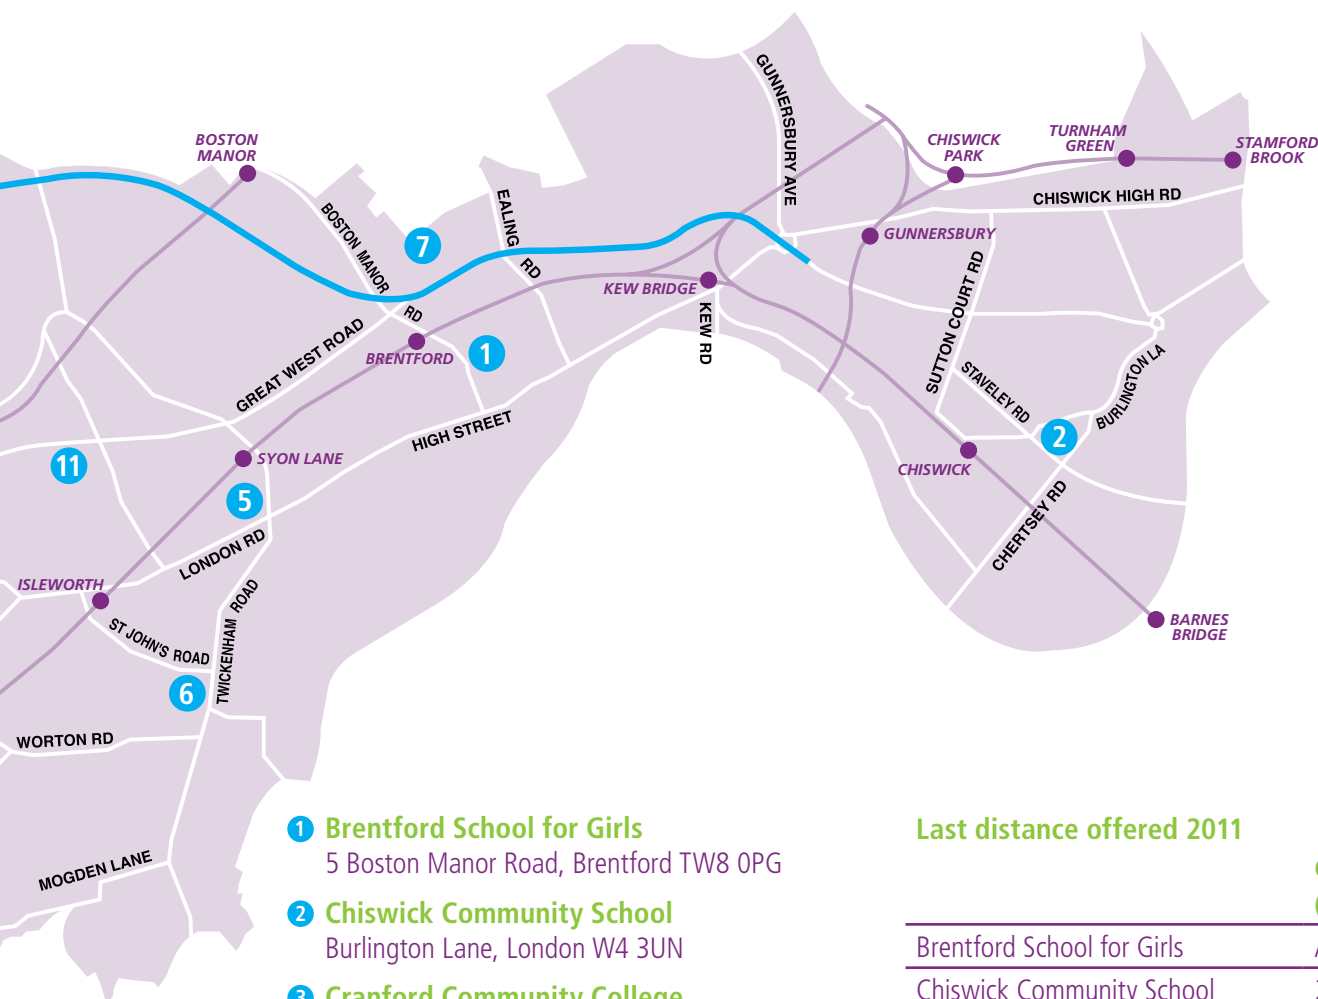 BOSTON
MANOR
GUNNERSBURY AVE
CHISWICK
PARK
TURNHAM
GREEN
STAMFORD
BROOK
CHISWICK HIGH RD
BOSTON MANOR
RD
7
EALING
RD
GUNNERSBURY
KEW BRIDGE
KEW RD
SUTTON COURT RD
GREAT WEST ROAD
BRENTFORD
1
STAVELEY RD
BURLINGTON LA
2
HIGH STREET
CHISWICK
11
SYON LANE
5
LONDON RD
CHERTSEY RD
ISLEWORTH
ST JOHN'S ROAD
TWICKENHAM ROAD
BARNES
BRIDGE
6
WORTON RD
MOGDEN LANE
1 Brentford School for Girls
5 Boston Manor Road, Brentford TW8 0PG
2 Chiswick Community School
Burlington Lane, London W4 3UN
3 Cranford Community College
Last distance offered 2011
Brentford School for Girls
Chiswick Community School